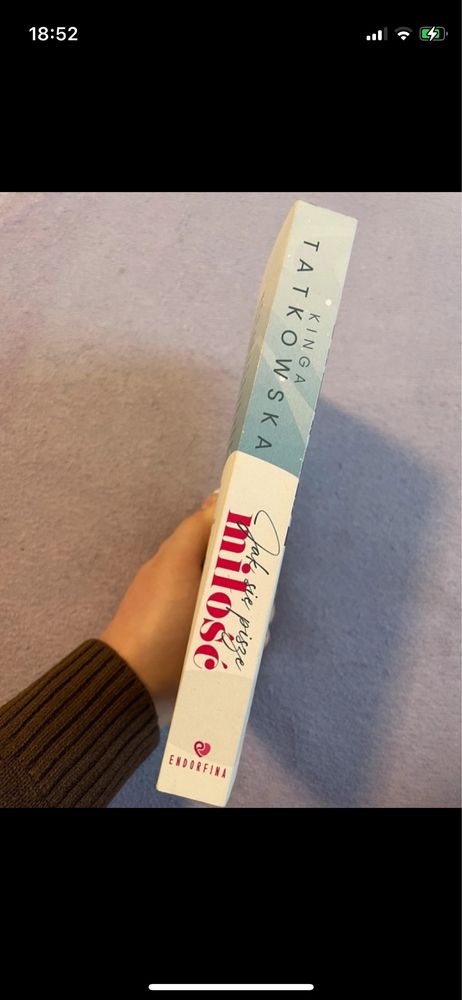 18:52
KINGA
TATKOWSKA
Jak się pisze
miłość
ENDORFINA